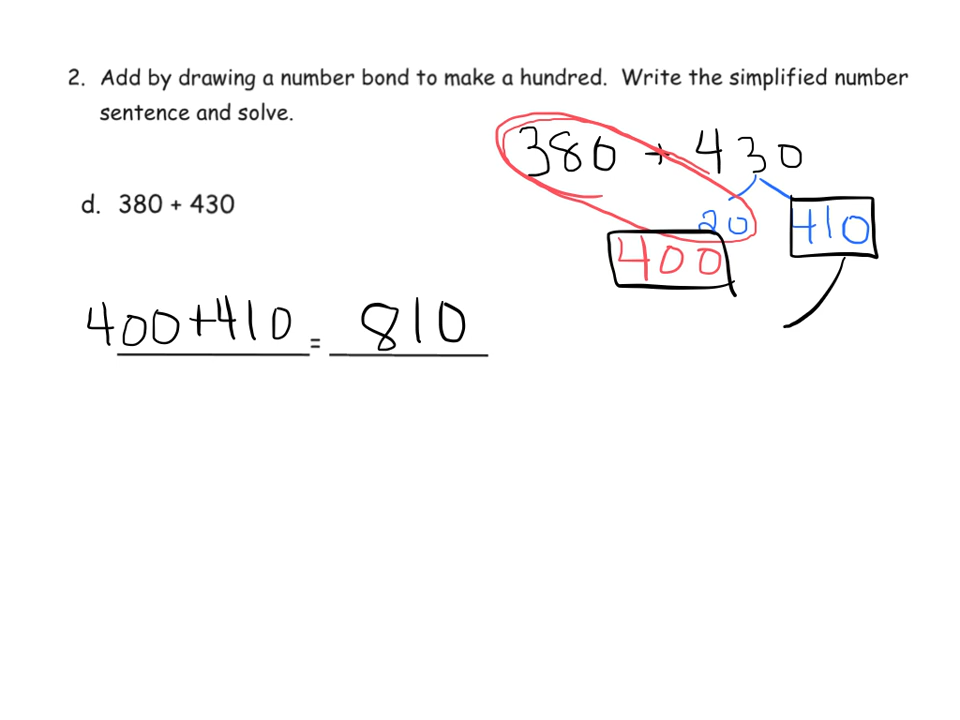 2. Add by drawing a number bond to make a hundred. Write the simplified number
sentence and solve.
380 + 430
d. 380 + 430
20 410
400
400+410 = 810